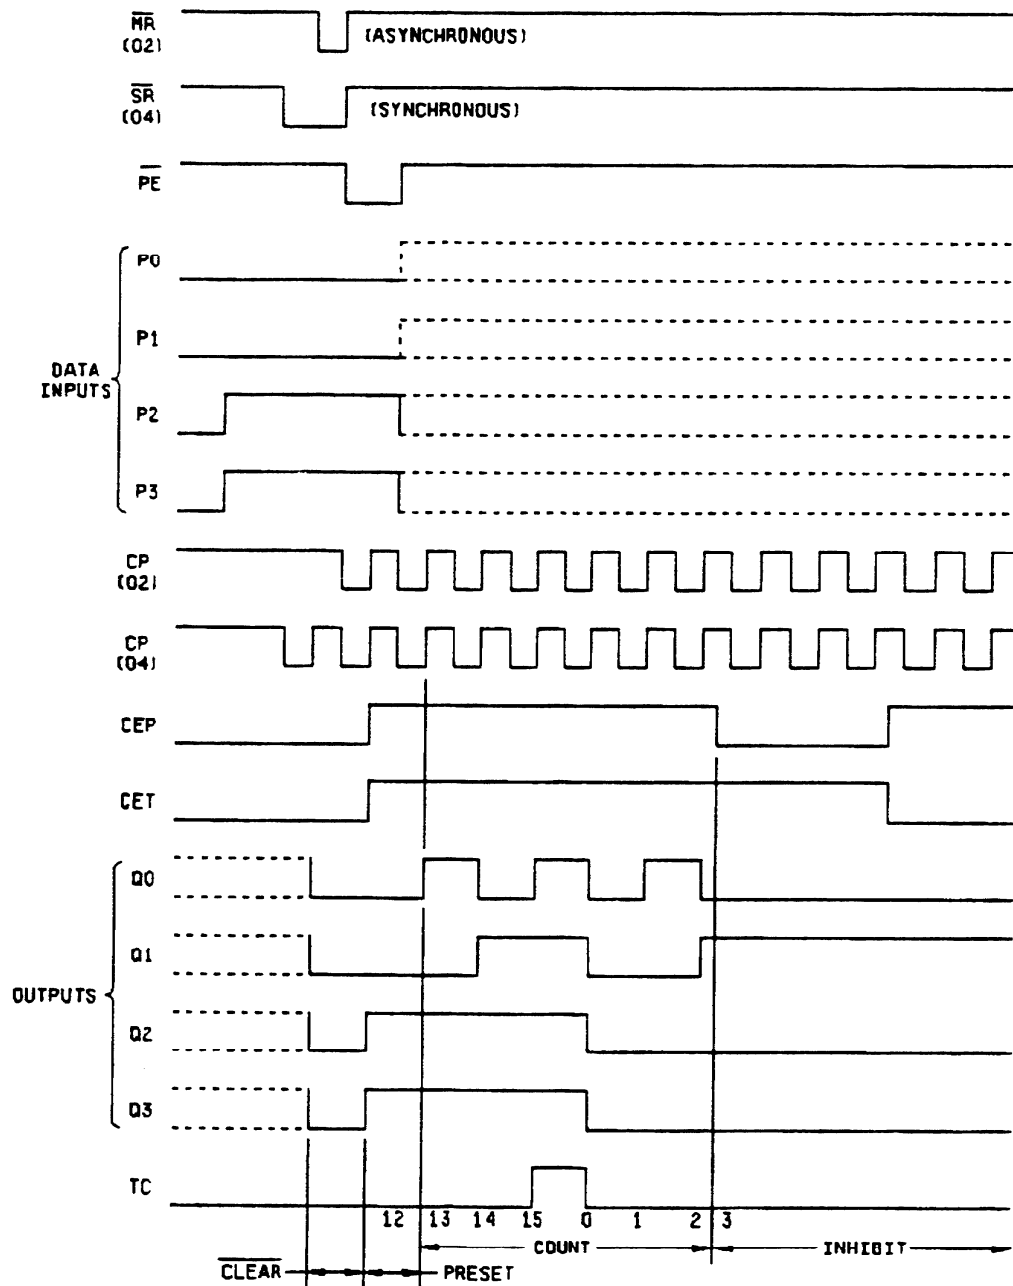 MR
(02)
(ASYNCHRONOUS)
SR
(04)
(SYNCHRONOUS)
PE
P0
P1
DATA
INPUTS
P2
P3
CP
(02)
CP
(04)
CEP
CET
Q0
Q1
OUTPUTS
Q2
Q3
TC
12 13 14 15 0 1 2 3
COUNT
INHIBIT
CLEAR
PRESET